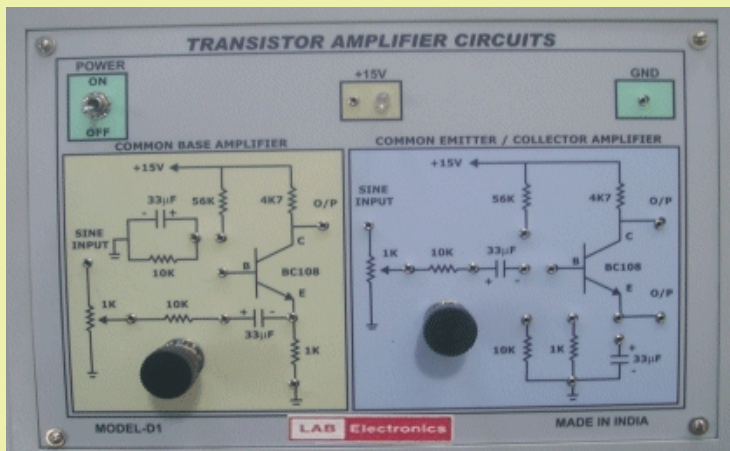 TRANSISTOR AMPLIFIER CIRCUITS
POWER
ON
OFF
+15V
GND
COMMON BASE AMPLIFIER
+15V
33µF
- +
56K
4K7
O/P
SINE
INPUT
10K
C
B
BC108
E
1K
10K
+ -
33µF
1K
COMMON EMITTER / COLLECTOR AMPLIFIER
+15V
56K
4K7
O/P
SINE
INPUT
C
1K
10K
33µF
+ -
B
BC108
E
O/P
10K
1K
+
33µF
-
MODEL-D1
LAB Electronics
MADE IN INDIA